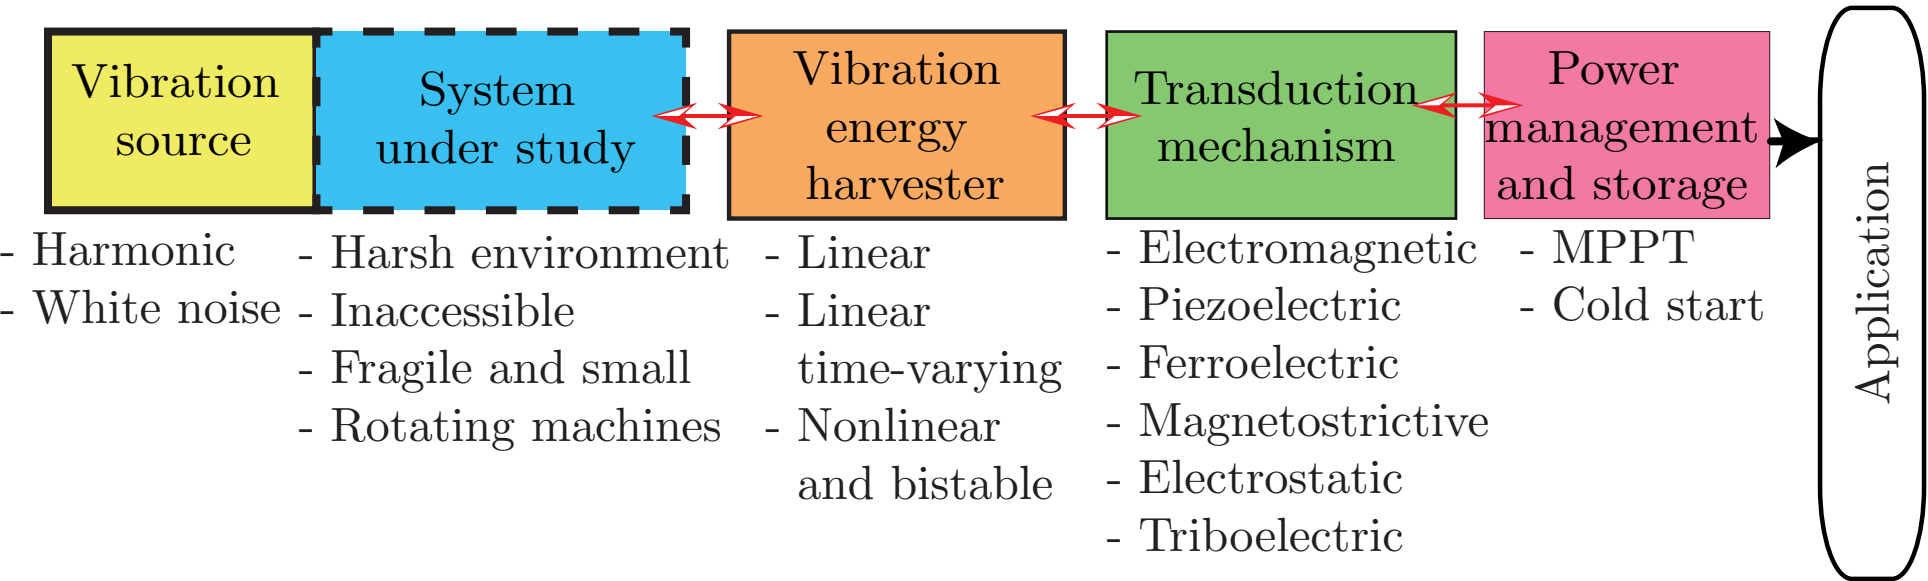 Vibration
source
- Harmonic
- White noise
System
under study
- Harsh environment
- Inaccessible
- Fragile and small
- Rotating machines
Vibration
energy
harvester
- Linear
- Linear
time-varying
- Nonlinear
and bistable
Transduction
mechanism
- Electromagnetic
- Piezoelectric
- Ferroelectric
- Magnetostrictive
- Electrostatic
- Triboelectric
Power
management
and storage
- MPPT
- Cold start
Application